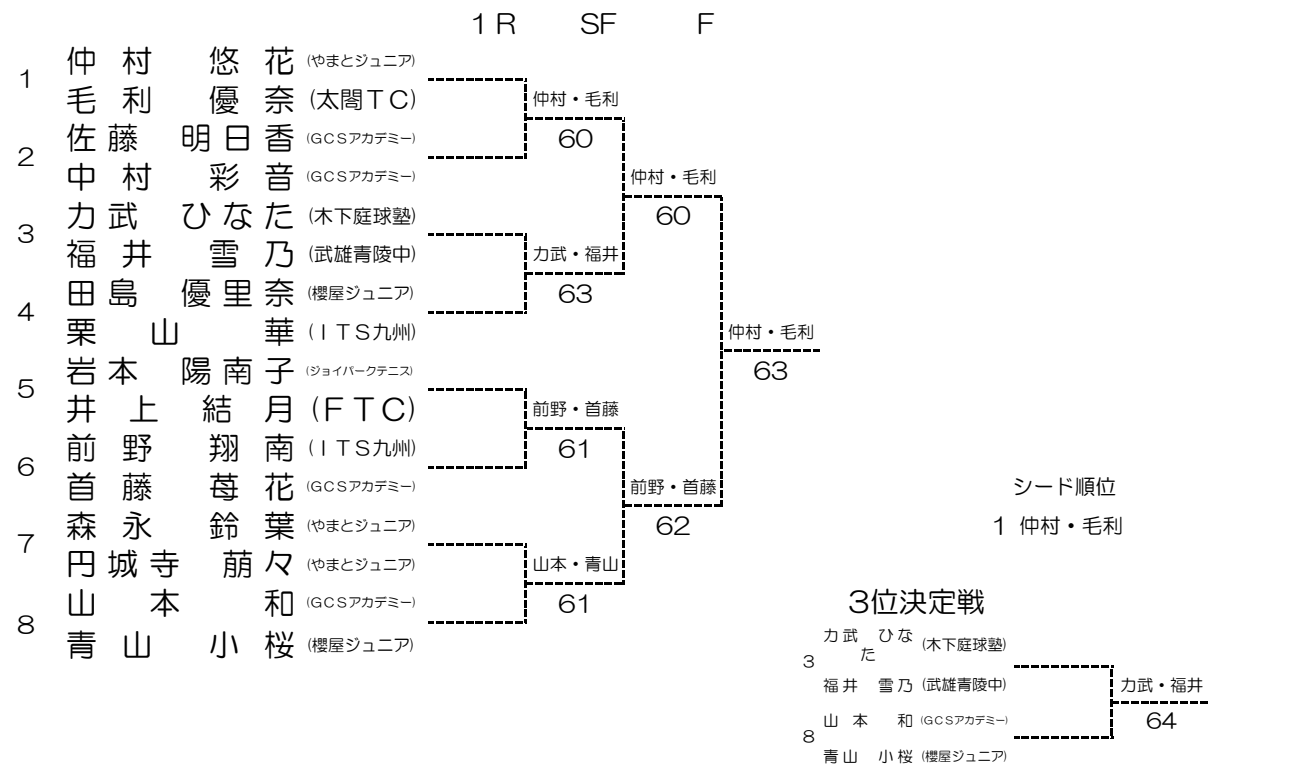 1R SF F
1
仲村 悠花 (やまとジュニア)
毛利 優奈 (太閤TC)
仲村・毛利
60
2
佐藤 明日香 (GCSアカデミー)
中村 彩音 (GCSアカデミー)
仲村・毛利
60
3
力武 ひなた (木下庭球塾)
福井 雪乃 (武雄青陵中)
力武・福井
63
4
田島 優里奈 (櫻屋ジュニア)
栗山 華 (ITS九州)
仲村・毛利
63
5
岩本 陽南子 (ジョイパークテニス)
井上 結月 (FTC)
前野・首藤
61
6
前野 翔南 (ITS九州)
首藤 苺花 (GCSアカデミー)
前野・首藤
62
7
森永 鈴葉 (やまとジュニア)
円城寺 萠々 (やまとジュニア)
山本・青山
61
8
山本 和 (GCSアカデミー)
青山 小桜 (櫻屋ジュニア)
シード順位
1 仲村・毛利
3位決定戦
3
力武 ひな
た
(木下庭球塾)
福井 雪乃 (武雄青陵中)
力武・福井
64
8
山本 和 (GCSアカデミー)
青山 小桜 (櫻屋ジュニア)